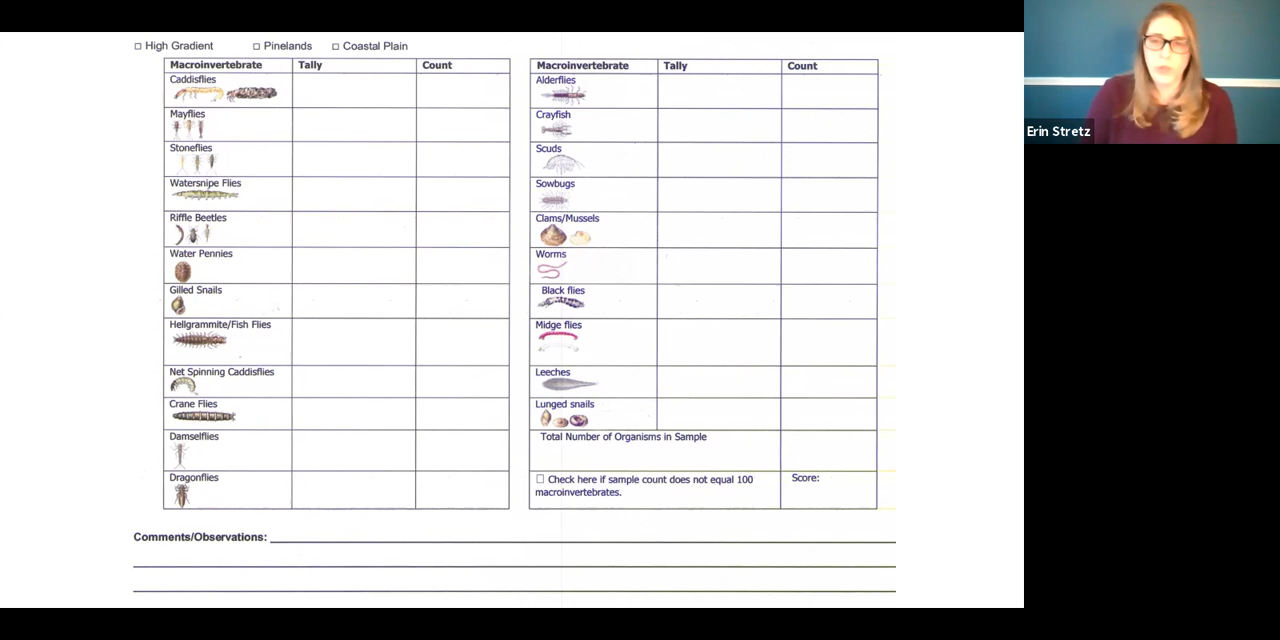 ☐ High Gradient ☐ Pinelands ☐ Coastal Plain
Macroinvertebrate Tally Count
Caddisflies
Mayflies
Stoneflies
Watersnipe Flies
Riffle Beetles
Water Pennies
Gilled Snails
Hellgrammite/Fish Flies
Net Spinning Caddisflies
Crane Flies
Damselflies
Dragonflies
Macroinvertebrate Tally Count
Alderflies
Crayfish
Scuds
Sowbugs
Clams/Mussels
Worms
Black flies
Midge flies
Leeches
Lunged snails
Total Number of Organisms in Sample
☐ Check here if sample count does not equal 100
macroinvertebrates.
Score:
Comments/Observations:
Erin Stretz